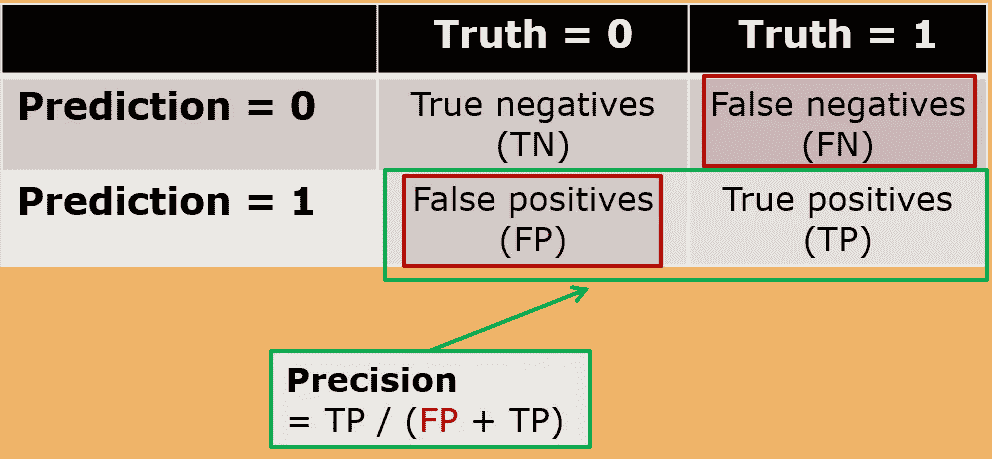 Truth = 0 Truth = 1
Prediction = 0 True negatives False negatives
(TN) (FN)
Prediction = 1 False positives True positives
(FP) (TP)
Precision
= TP / (FP + TP)